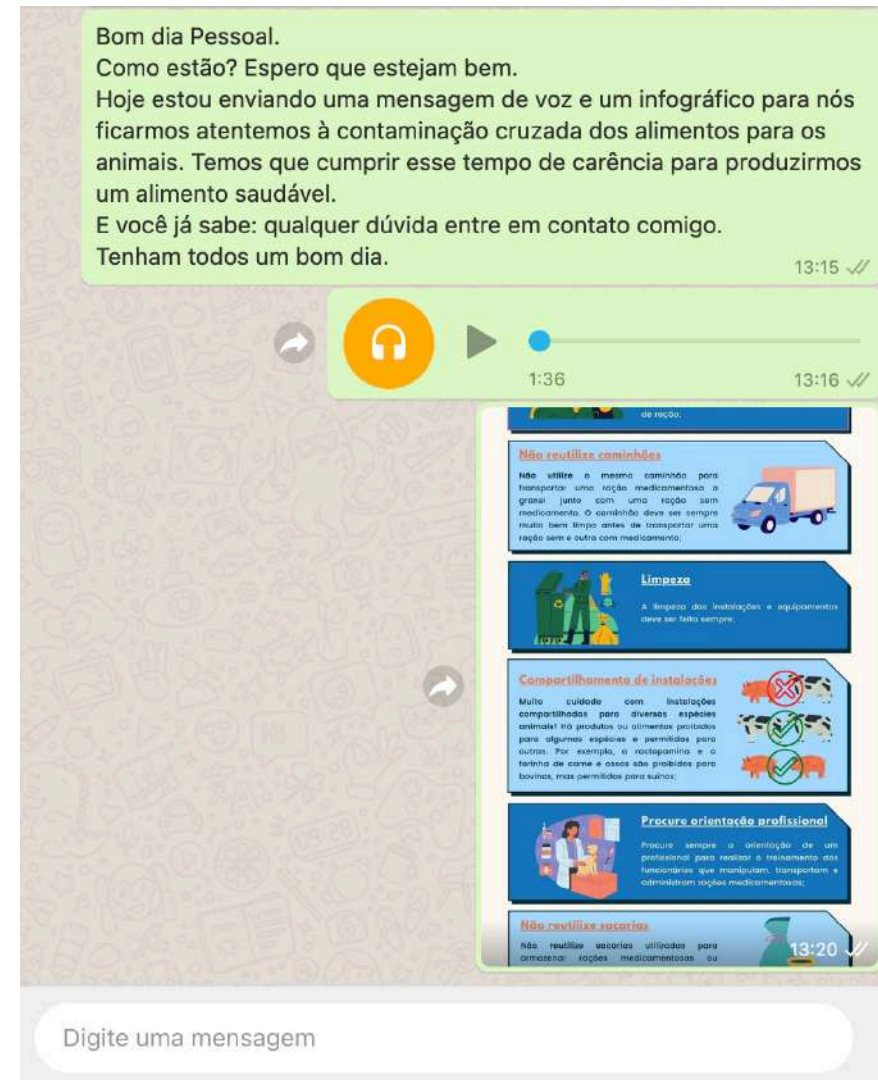 Bom dia Pessoal.
Como estão? Espero que estejam bem.
Hoje estou enviando uma mensagem de voz e um infográfico para nós
ficarmos atentemos à contaminação cruzada dos alimentos para os
animais. Temos que cumprir esse tempo de carência para produzirmos
um alimento saudável.
E você já sabe: qualquer dúvida entre em contato comigo.
Tenham todos um bom dia.
13:15
1:36
13:16
de ração;
Não reutilize caminhões
Não utilize o mesmo caminhão para
transportar uma ração medicamentosa a
granel junto com uma ração sem
medicamento. O caminhão deve ser sempre
muito bem limpo antes de transportar uma
ração sem e outra com medicamento;
Limpeza
A limpeza das instalações e equipamentos
deve ser feita sempre;
Compartilhamento de instalações
Muito cuidado com instalações
compartilhadas para diversas espécies
animais! Há produtos ou alimentos proibidos
para algumas espécies e permitidos para
outras. Por exemplo, a ractopamina e a
farinha de carne e ossos são proibidos para
bovinos, mas permitidos para suínos;
Procure orientação profissional
Procure sempre a orientação de um
profissional para realizar o treinamento dos
funcionários que manipulam, transportam e
administram rações medicamentosas;
Não reutilize sacarias
Não reutilize sacarias utilizadas para
armazenar rações medicamentosas ou
13:20
Digite uma mensagem